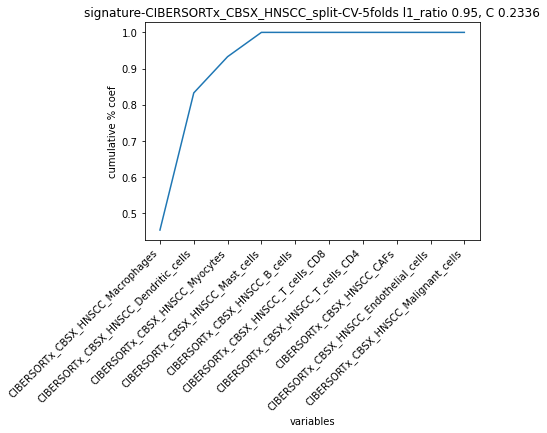 signature-CIBERSORTx_CBSX_HNSCC_split-CV-5folds l1_ratio 0.95, C 0.2336
1.0
0.9
0.8
0.7
0.6
0.5
cumulative % coef
CIBERSORTx_CBSX_HNSCC_Macrophages
CIBERSORTx_CBSX_HNSCC_Dendritic_cells
CIBERSORTx_CBSX_HNSCC_Myocytes
CIBERSORTx_CBSX_HNSCC_Mast_cells
CIBERSORTx_CBSX_HNSCC_B_cells
CIBERSORTx_CBSX_HNSCC_T_cells_CD8
CIBERSORTx_CBSX_HNSCC_T_cells_CD4
CIBERSORTx_CBSX_HNSCC_CAFs
CIBERSORTx_CBSX_HNSCC_Endothelial_cells
CIBERSORTx_CBSX_HNSCC_Malignant_cells
variables